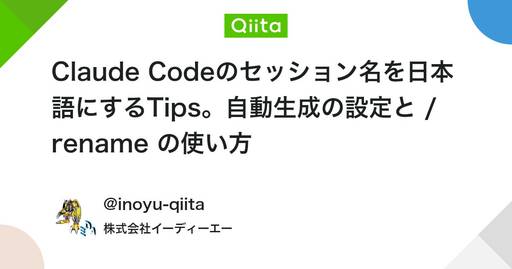 Qiita
Claude Codeのセッション名を日本
語にするTips。自動生成の設定と /
rename の使い方
@inoyu-qiita
株式会社イーディーエー